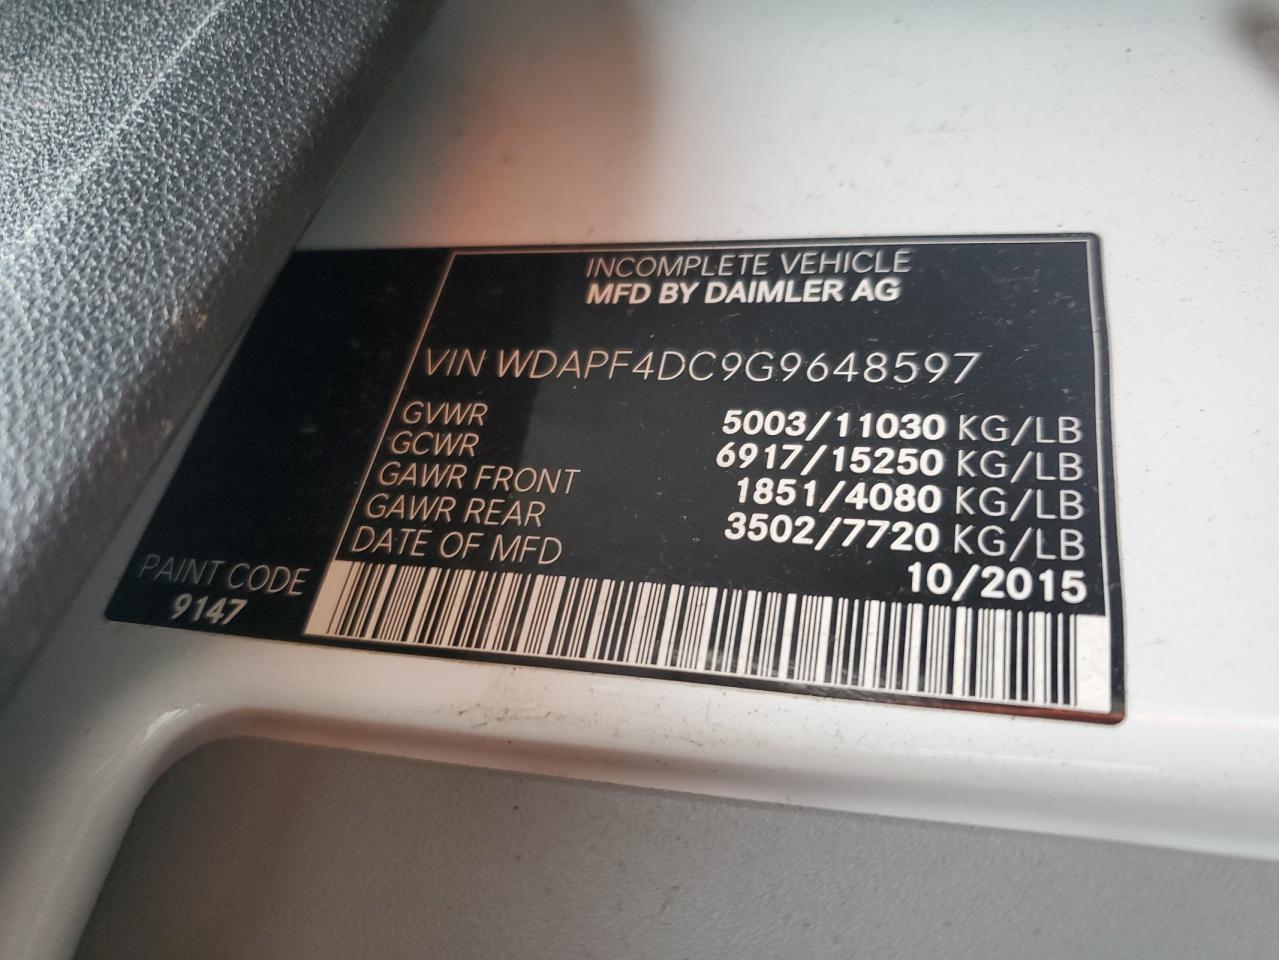 INCOMPLETE VEHICLE
MFD BY DAIMLER AG
VIN WDAPF4DC9G9648597
GVWR 5003/11030 KG/LB
GCWR 6917/15250 KG/LB
GAWR FRONT 1851/4080 KG/LB
GAWR REAR 3502/7720 KG/LB
DATE OF MFD 10/2015
PAINT CODE
9147